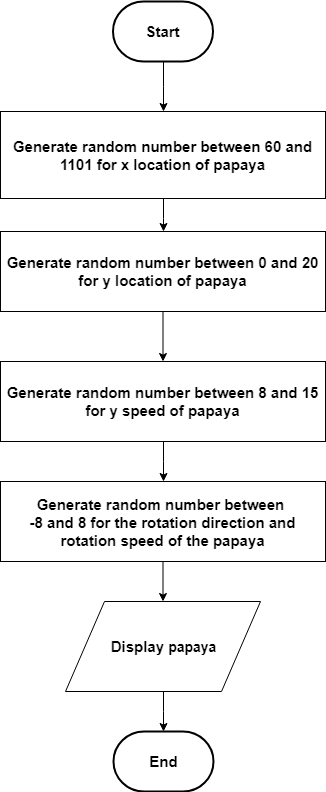 Start
Generate random number between 60 and
1101 for x location of papaya
Generate random number between 0 and 20
for y location of papaya
Generate random number between 8 and 15
for y speed of papaya
Generate random number between
-8 and 8 for the rotation direction and
rotation speed of the papaya
Display papaya
End